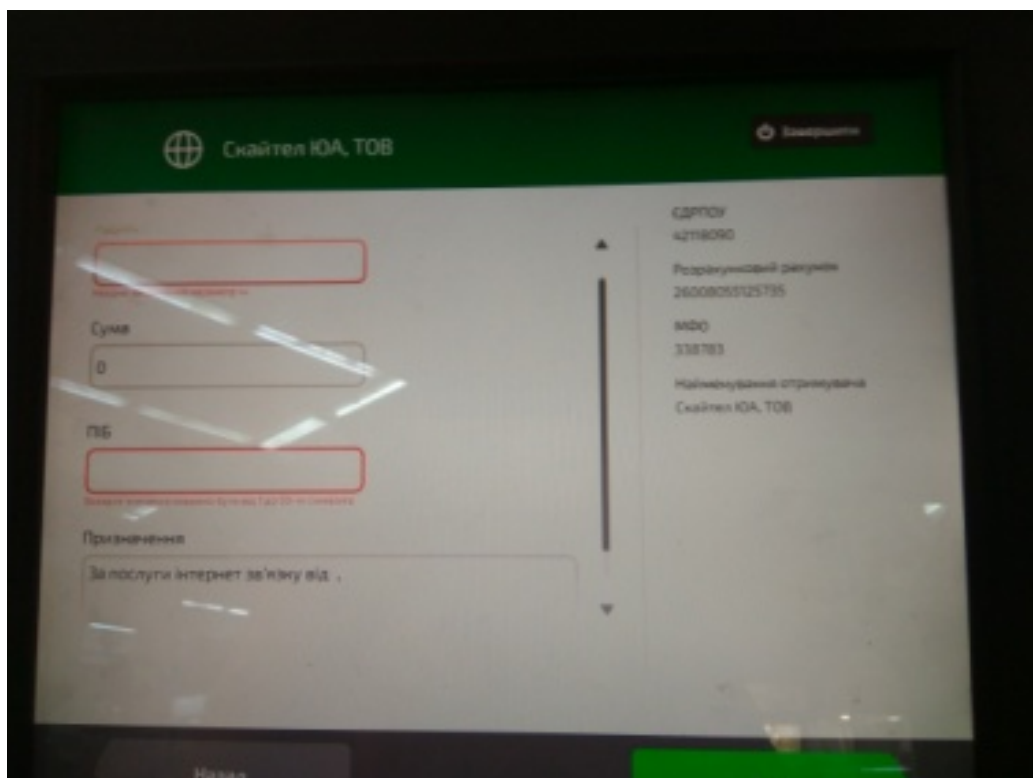 Скайтел ЮА, ТОВ
Завершити
Сума
0
ПІБ
Призначення
За послуги інтернет зв'язку від ,
ЄДРПОУ
42118090
Розрахунковий рахунок
26008055125735
МФО
338783
Найменування отримувача
Скайтел ЮА, ТОВ
Назад